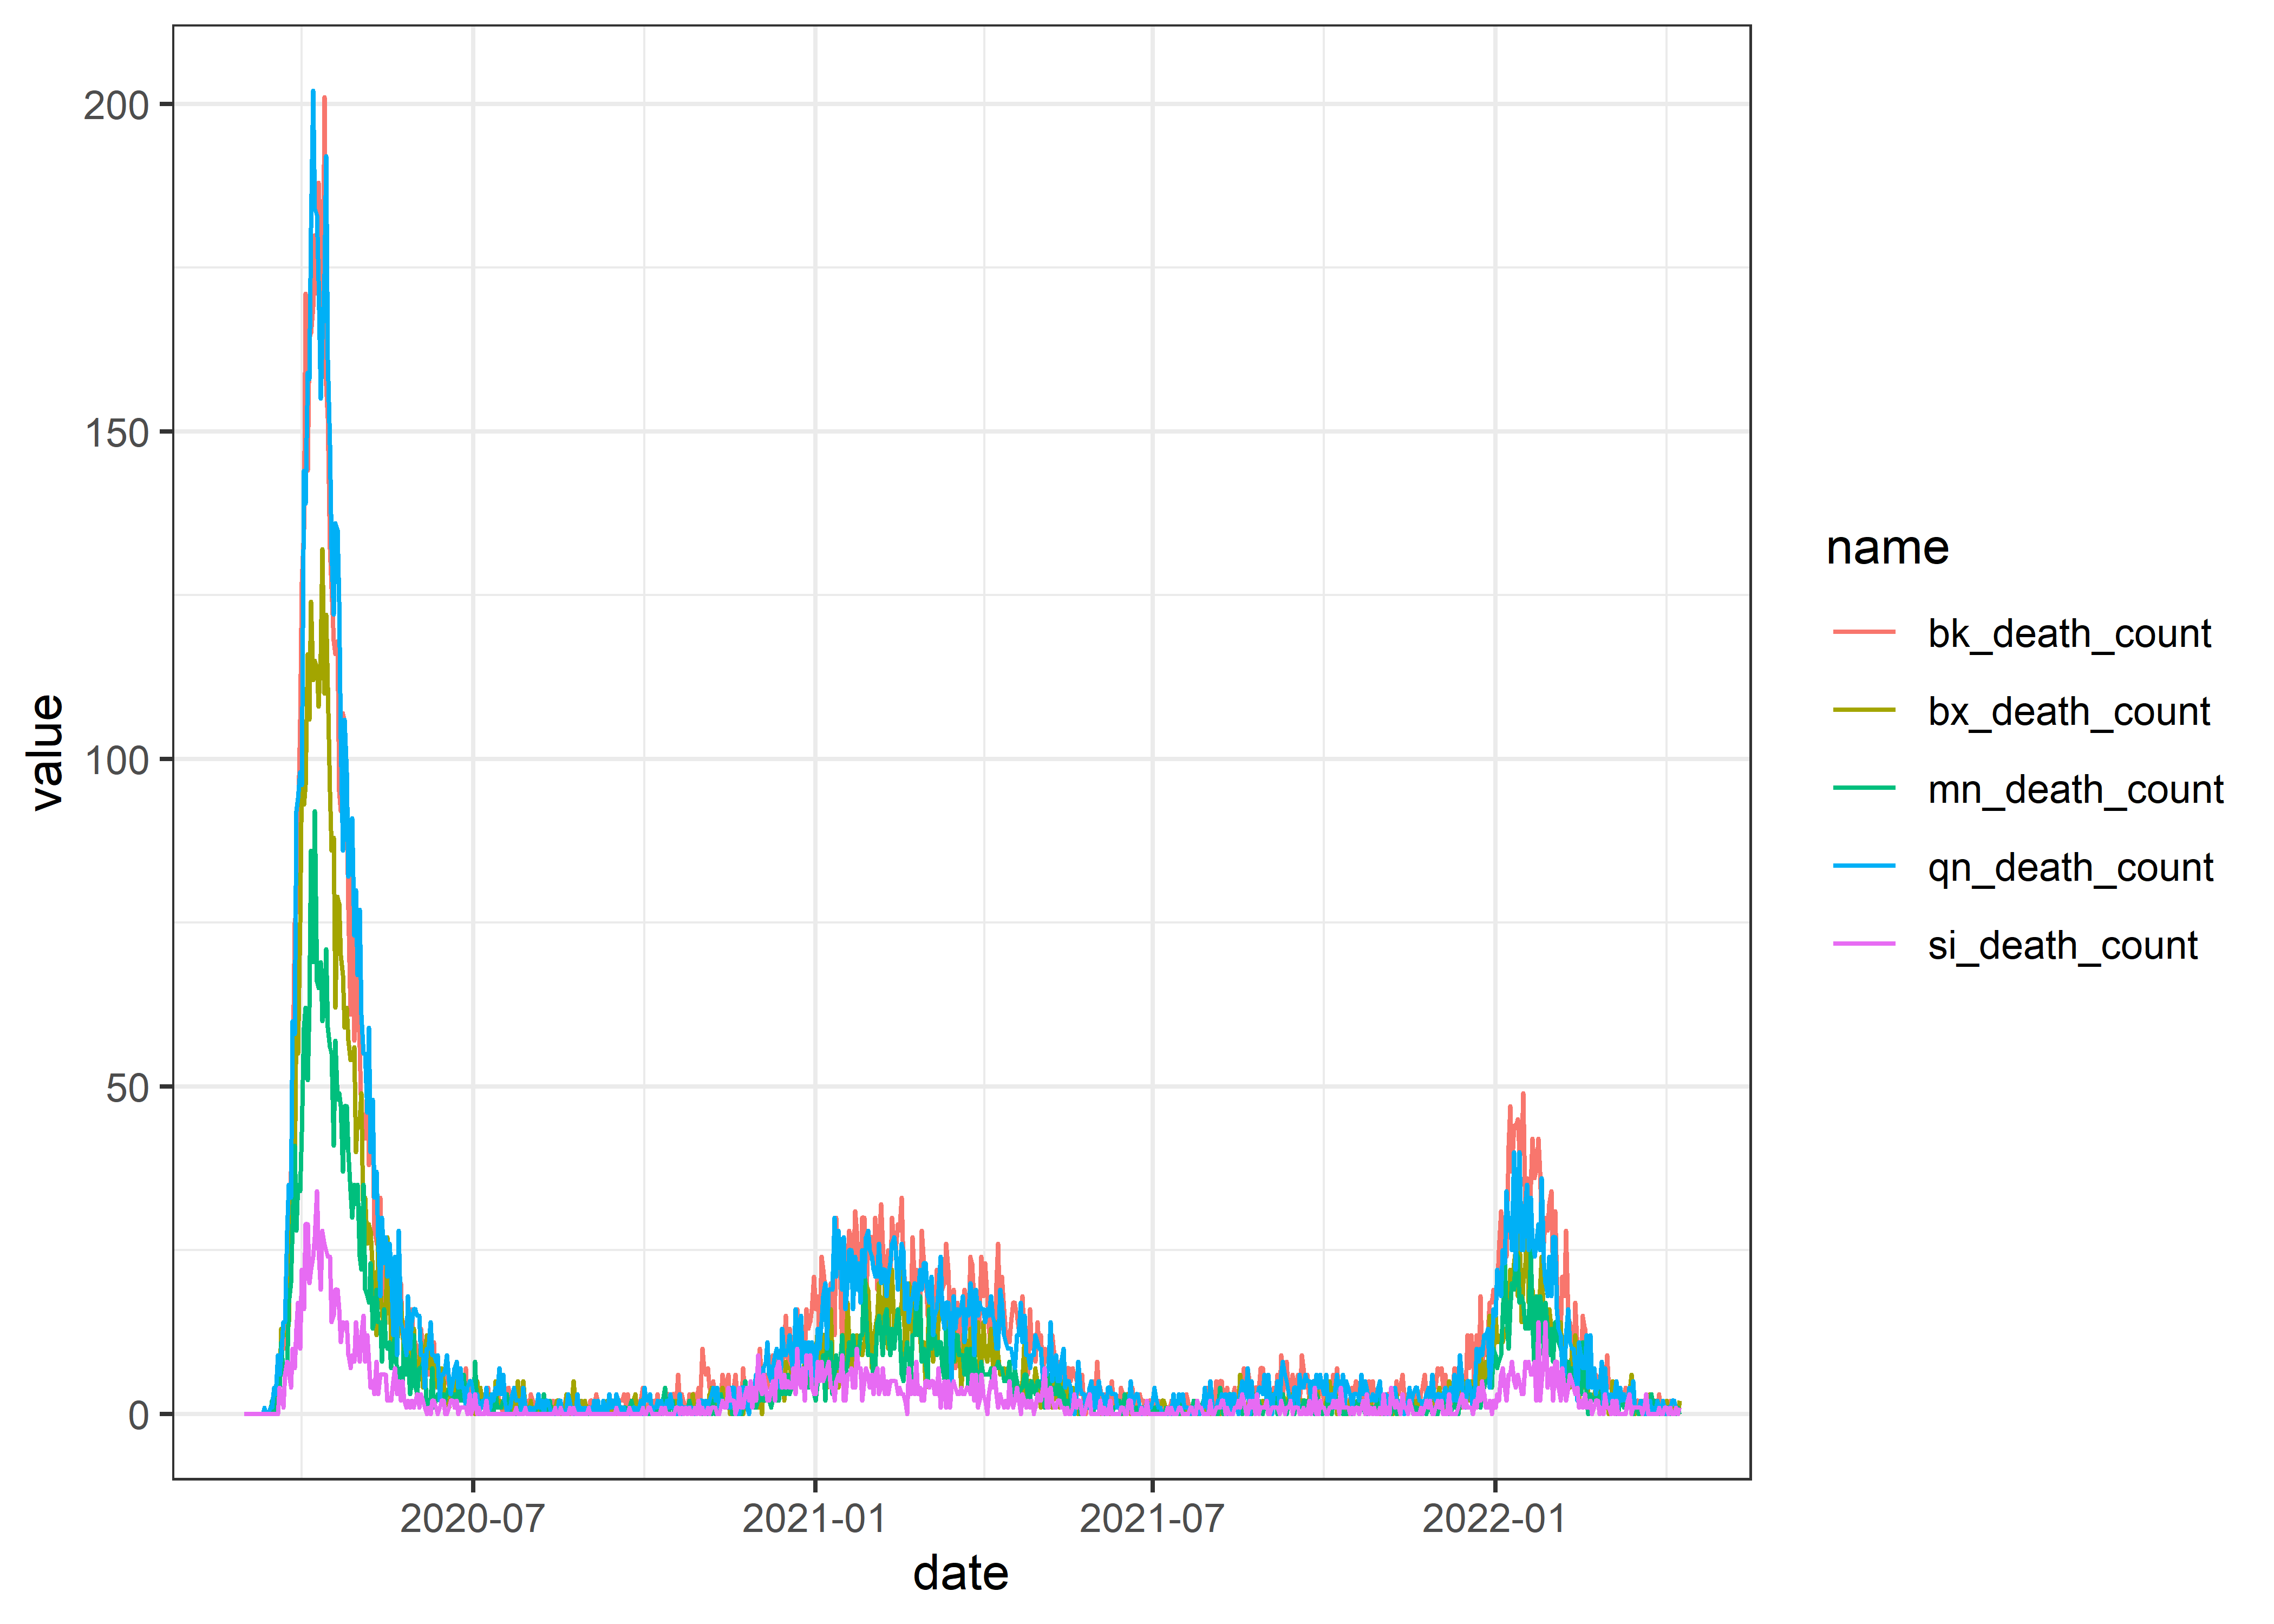 200
150
100
50
0
value
2020-07
2021-01
2021-07
2022-01
date
name
bk_death_count
bx_death_count
mn_death_count
qn_death_count
si_death_count